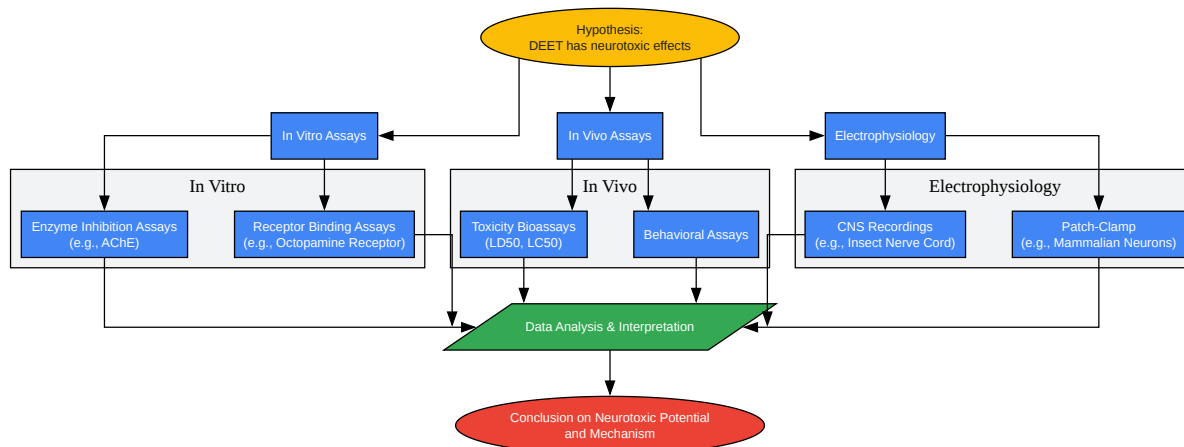 Hypothesis:
DEET has neurotoxic effects
In Vitro Assays
In Vivo Assays
Electrophysiology
In Vitro
In Vivo
Electrophysiology
Enzyme Inhibition Assays
(e.g., AChE)
Receptor Binding Assays
(e.g., Octopamine Receptor)
Toxicity Bioassays
(LD50, LC50)
Behavioral Assays
CNS Recordings
(e.g., Insect Nerve Cord)
Patch-Clamp
(e.g., Mammalian Neurons)
Data Analysis & Interpretation
Conclusion on Neurotoxic Potential
and Mechanism